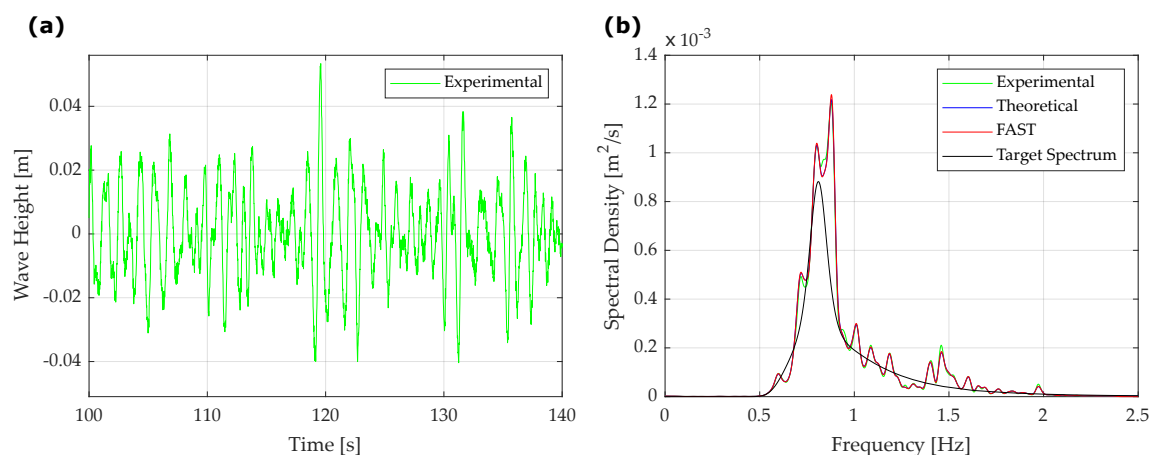 (a)
Wave Height [m]
0.04
0.02
0
-0.02
-0.04
Experimental
100
110
120
130
140
Time [s]
(b)
× 10⁻³
Spectral Density [m²/s]
1.4
1.2
1
0.8
0.6
0.4
0.2
0
Experimental
Theoretical
FAST
Target Spectrum
0
0.5
1
1.5
2
2.5
Frequency [Hz]